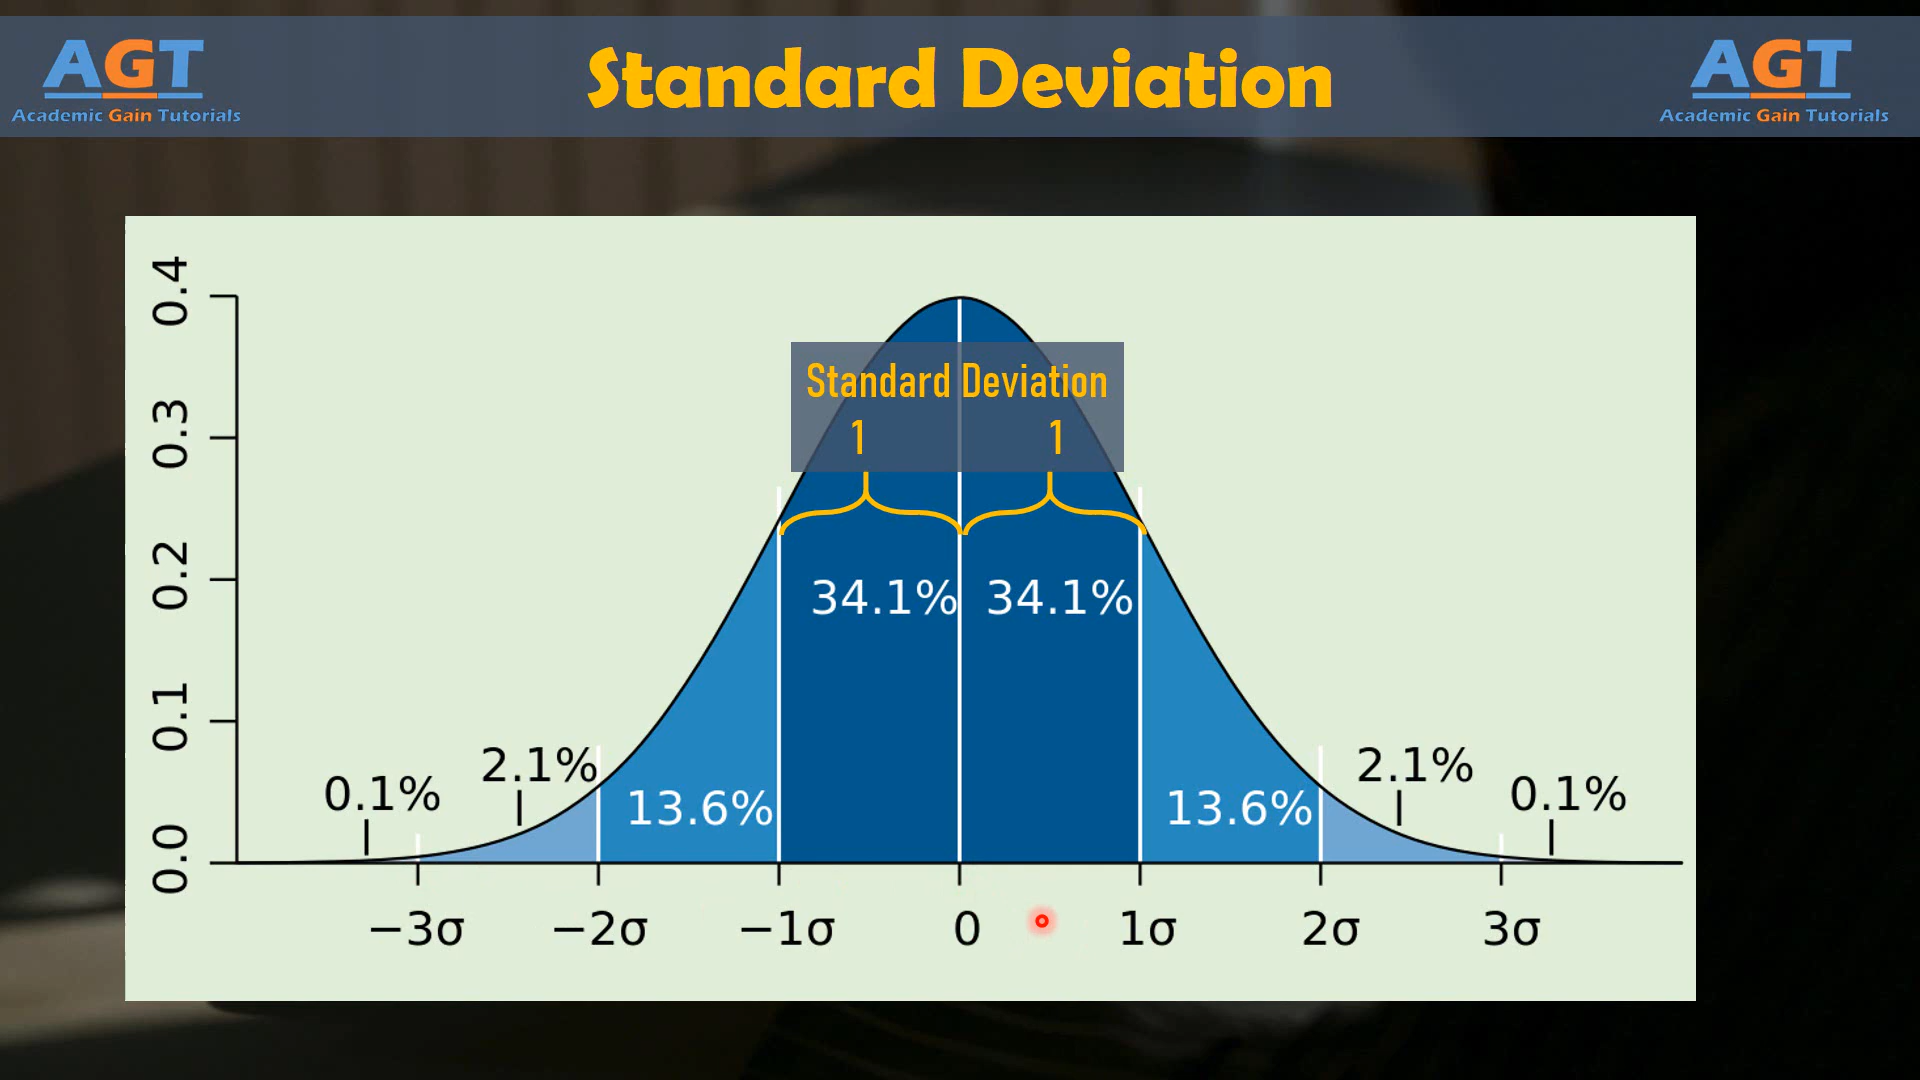 AGT
Academic Gain Tutorials
Standard Deviation
AGT
Academic Gain Tutorials
0.4
0.3
0.2
0.1
0.0
Standard Deviation
1 1
34.1% 34.1%
0.1% 2.1% 13.6% 13.6% 2.1% 0.1%
−3σ −2σ −1σ 0 1σ 2σ 3σ